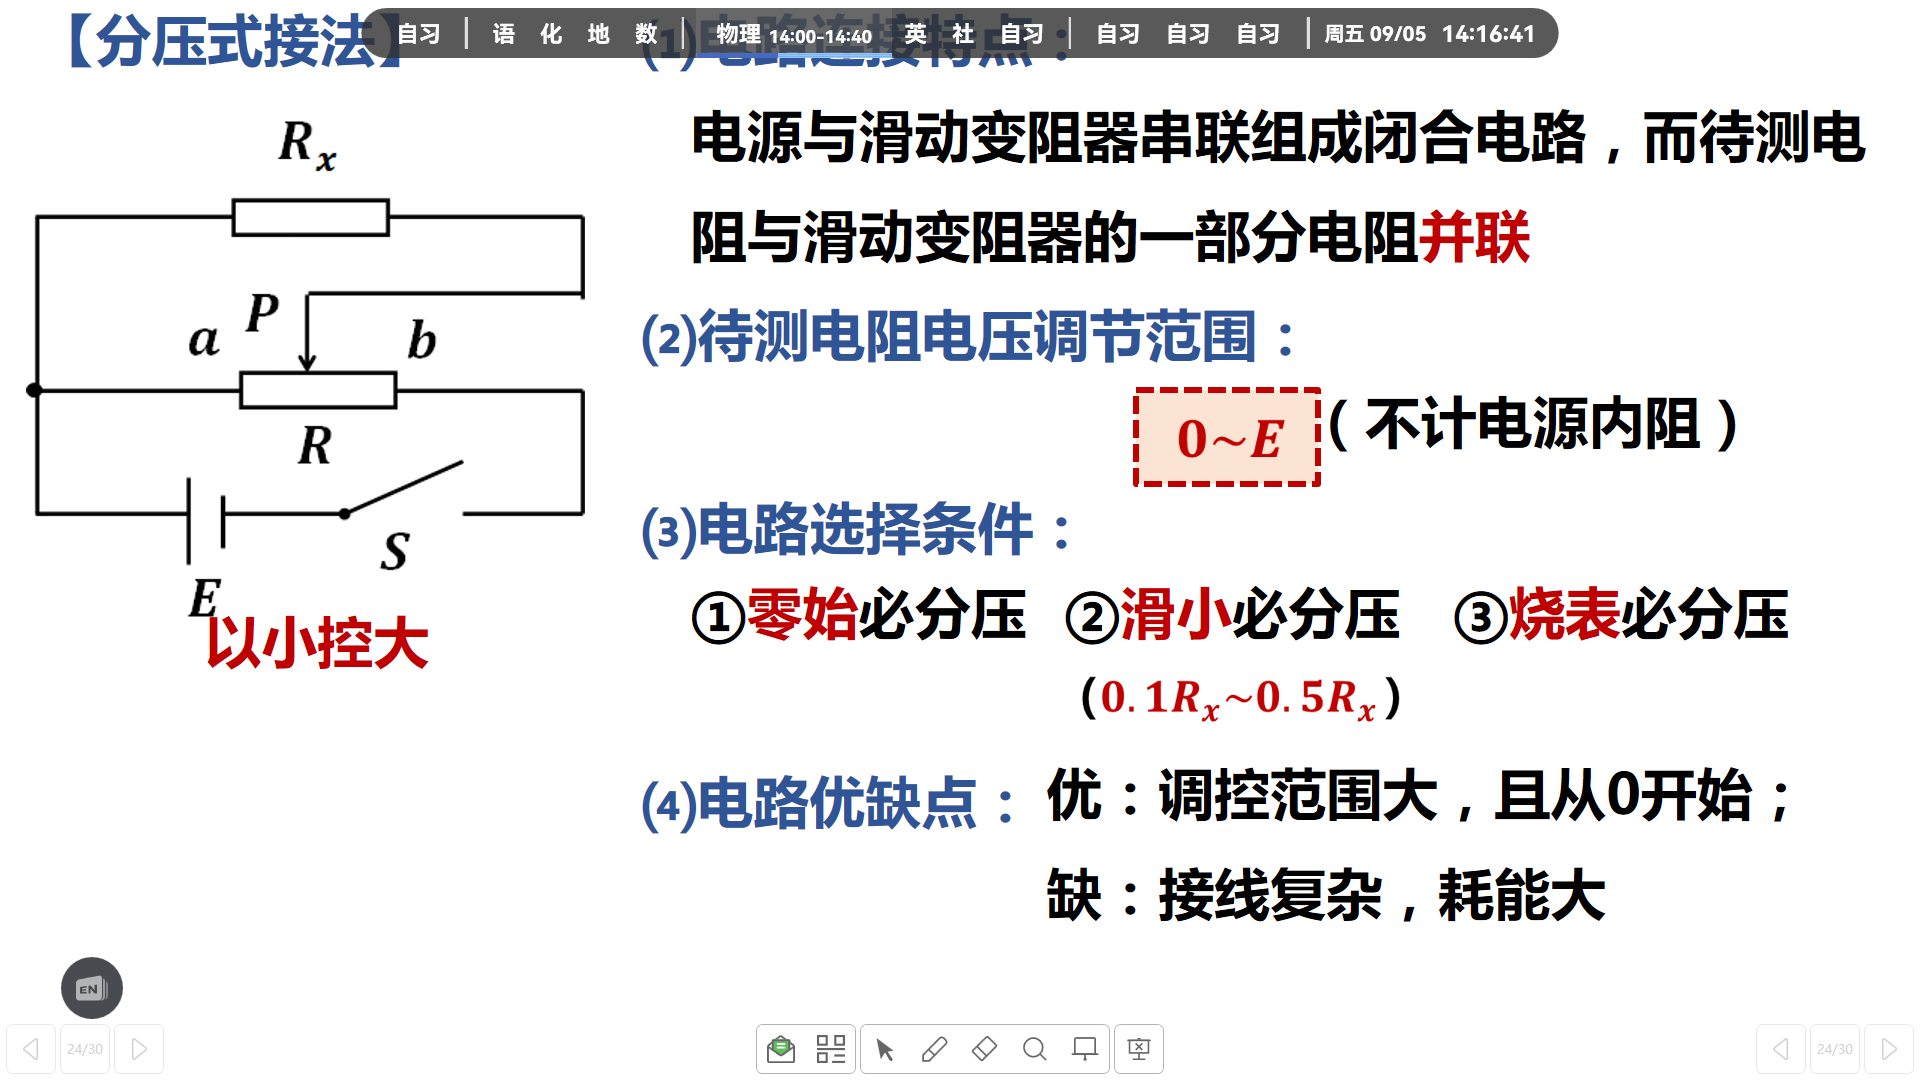 【分压式接法】
自习 | 语 化 地 数 | 物理 14:00-14:40 英 社 自习 | 自习 自习 自习 | 周五 09/05 14:16:41
(1)电路连接特点：
电源与滑动变阻器串联组成闭合电路，而待测电
阻与滑动变阻器的一部分电阻并联
(2)待测电阻电压调节范围：
0~E（不计电源内阻）
(3)电路选择条件：
①零始必分压 ②滑小必分压 ③烧表必分压
（0.1Rx~0.5Rx）
(4)电路优缺点：优：调控范围大，且从0开始；
缺：接线复杂，耗能大
Rx
a P b
R
S
E
以小控大
EN
24/30
24/30